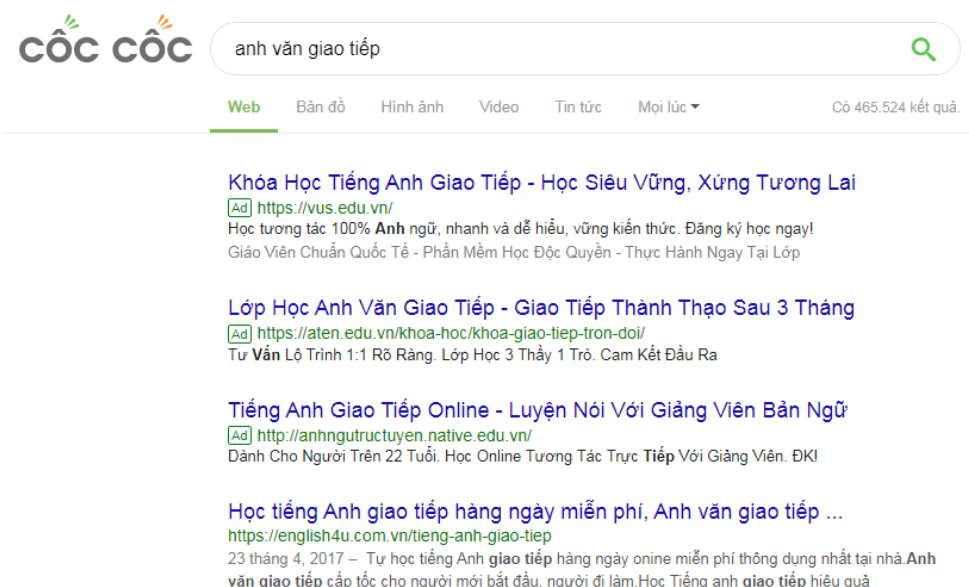 cốc cốc
anh văn giao tiếp
Web Bản đồ Hình ảnh Video Tin tức Mọi lúc Có 465.524 kết quả.
Khóa Học Tiếng Anh Giao Tiếp - Học Siêu Vững, Xứng Tương Lai
Ad https://vus.edu.vn/
Học tương tác 100% Anh ngữ, nhanh và dễ hiểu, vững kiến thức. Đăng ký học ngay!
Giáo Viên Chuẩn Quốc Tế - Phần Mềm Học Độc Quyền - Thực Hành Ngay Tại Lớp
Lớp Học Anh Văn Giao Tiếp - Giao Tiếp Thành Thạo Sau 3 Tháng
Ad https://aten.edu.vn/khoa-hoc/khoa-giao-tiep-tron-doi/
Tư Vấn Lộ Trình 1:1 Rõ Ràng. Lớp Học 3 Thầy 1 Trò. Cam Kết Đầu Ra
Tiếng Anh Giao Tiếp Online - Luyện Nói Với Giảng Viên Bản Ngữ
Ad http://anhngutructuyen.native.edu.vn/
Dành Cho Người Trên 22 Tuổi. Học Online Tương Tác Trực Tiếp Với Giảng Viên. ĐK!
Học tiếng Anh giao tiếp hàng ngày miễn phí, Anh văn giao tiếp ...
https://english4u.com.vn/tieng-anh-giao-tiep
23 tháng 4, 2017 – Tự học tiếng Anh giao tiếp hàng ngày onine miễn phí thông dụng nhất tại nhà.Anh
văn giao tiếp cấp tốc cho người mới bắt đầu, người đi làm.Học Tiếng anh giao tiếp hiệu quả